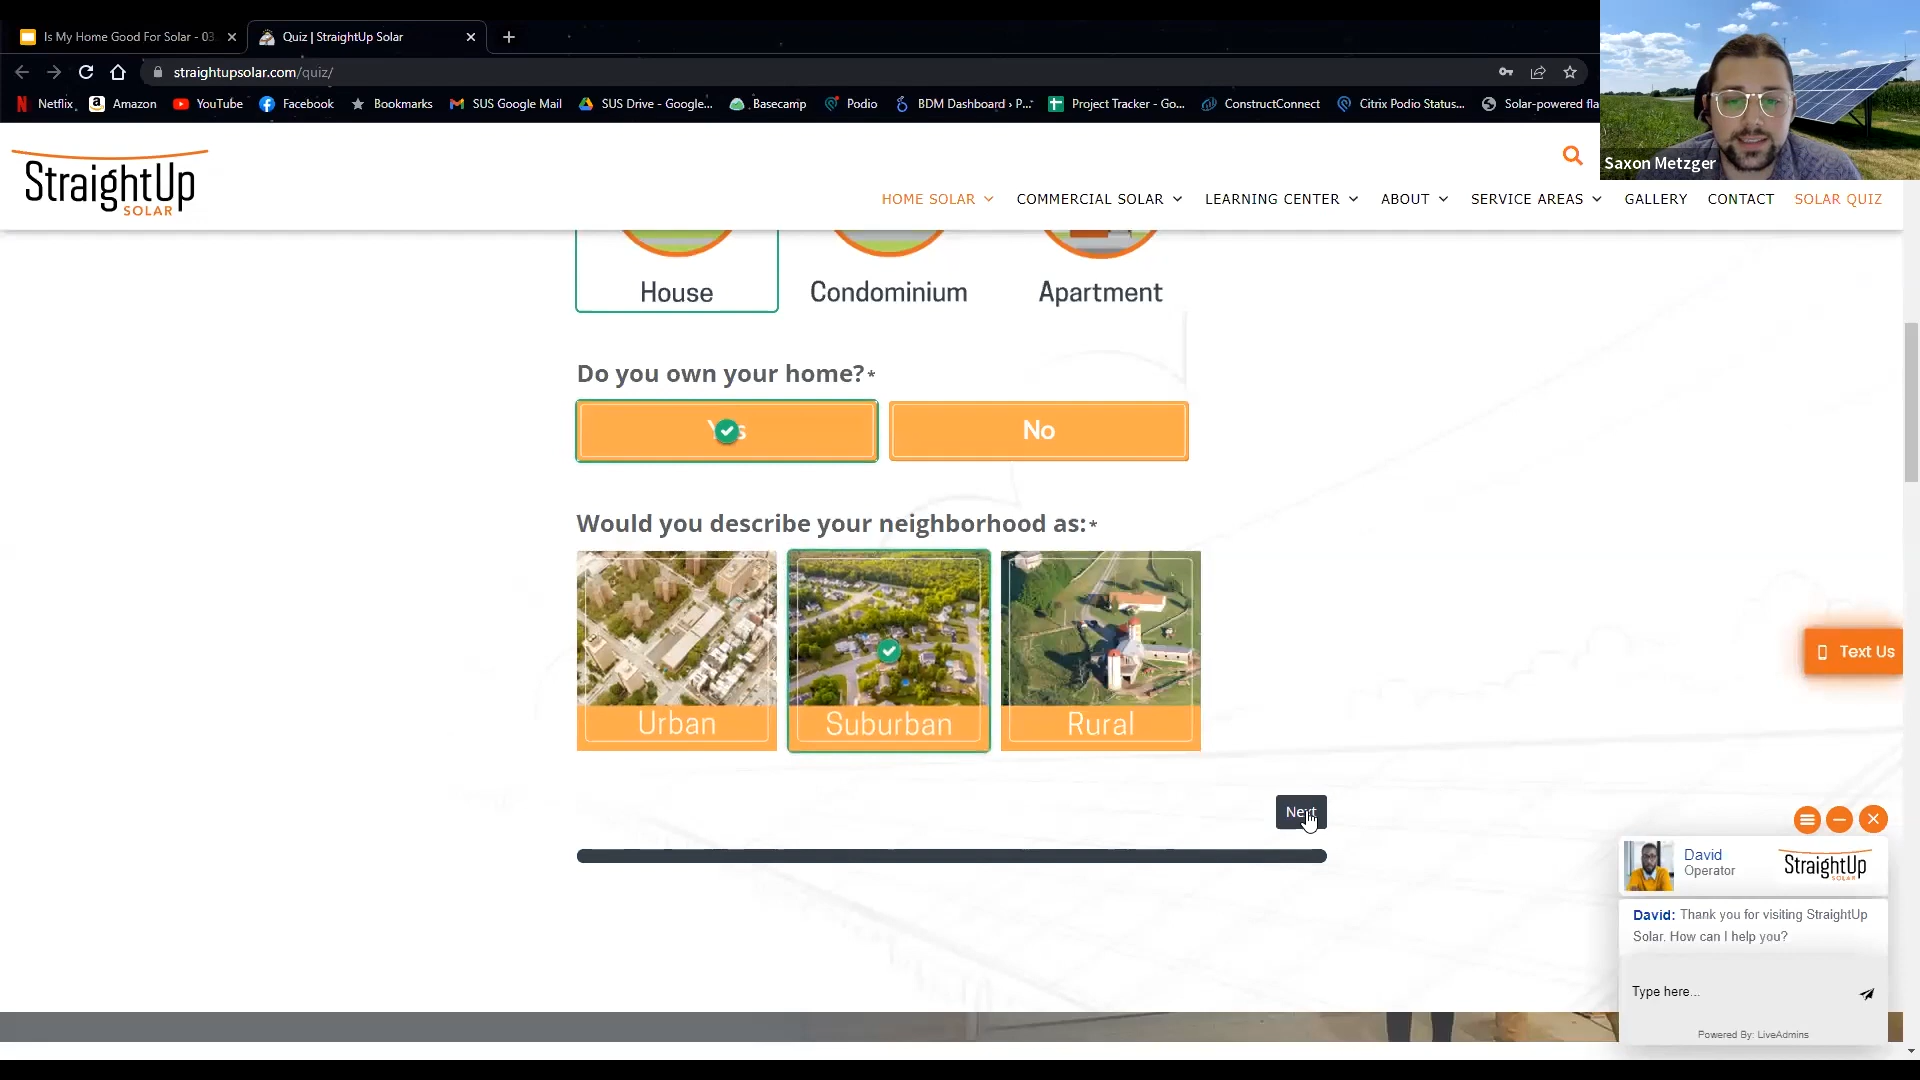 Is My Home Good For Solar - 03
Quiz | StraightUp Solar
straightupsolar.com/quiz/
Netflix
Amazon
YouTube
Facebook
Bookmarks
SUS Google Mail
SUS Drive - Google...
Basecamp
Podio
BDM Dashboard › P...
Project Tracker - Go...
ConstructConnect
Citrix Podio Status...
Solar-powered fla
Saxon Metzger
StraightUp
SOLAR
HOME SOLAR
COMMERCIAL SOLAR
LEARNING CENTER
ABOUT
SERVICE AREAS
GALLERY
CONTACT
SOLAR QUIZ
House
Condominium
Apartment
Do you own your home?*
Yes
No
Would you describe your neighborhood as:*
Urban
Suburban
Rural
Text Us
Next
David
Operator
StraightUp
SOLAR
David: Thank you for visiting StraightUp
Solar. How can I help you?
Type here...
Powered By: LiveAdmins